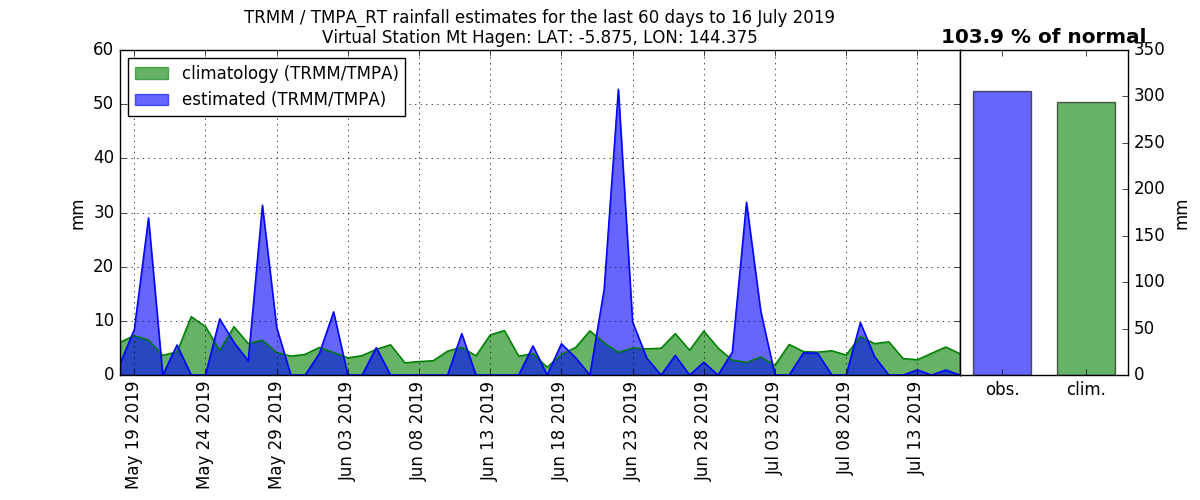 TRMM / TMPA_RT rainfall estimates for the last 60 days to 16 July 2019
Virtual Station Mt Hagen: LAT: -5.875, LON: 144.375
103.9 % of normal
climatology (TRMM/TMPA)
estimated (TRMM/TMPA)
60
50
40
30
20
10
0
mm
May 19 2019
May 24 2019
May 29 2019
Jun 03 2019
Jun 08 2019
Jun 13 2019
Jun 18 2019
Jun 23 2019
Jun 28 2019
Jul 03 2019
Jul 08 2019
Jul 13 2019
obs.
clim.
350
300
250
200
150
100
50
0
mm